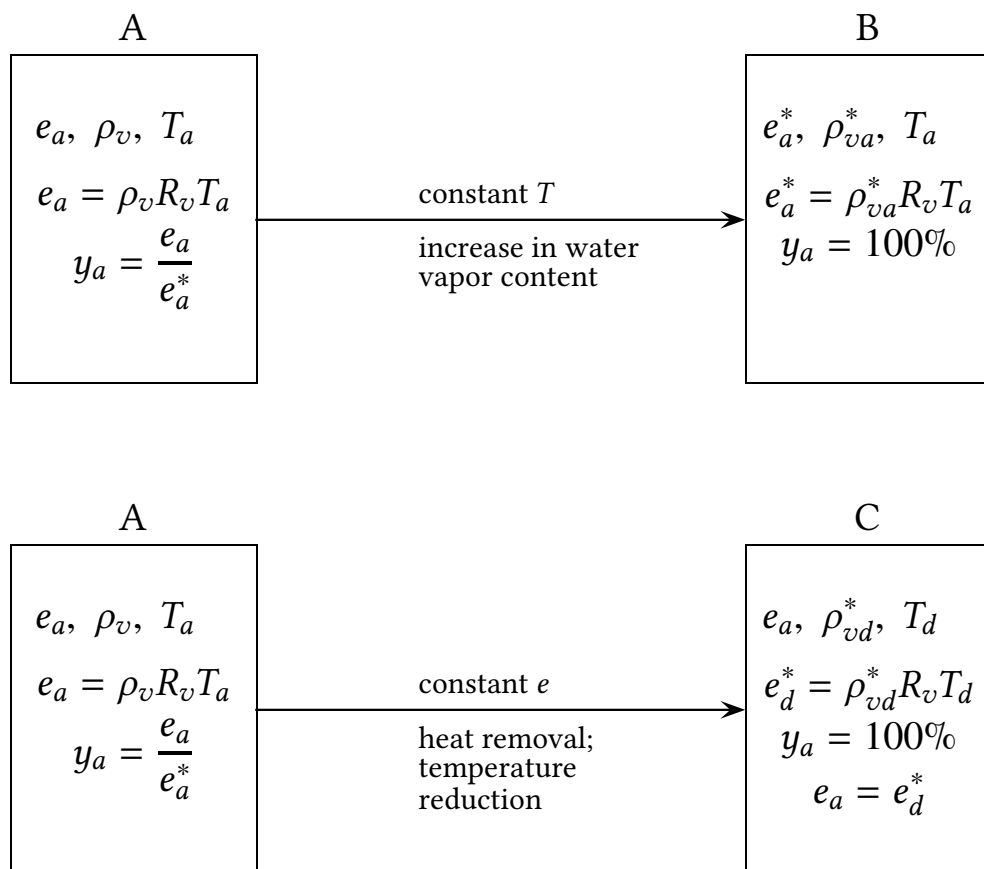 A
e_a, ρ_v, T_a
e_a = ρ_v R_v T_a
y_a = e_a / e_a^*
constant T
increase in water
vapor content
B
e_a^*, ρ_va^*, T_a
e_a^* = ρ_va^* R_v T_a
y_a = 100%
A
e_a, ρ_v, T_a
e_a = ρ_v R_v T_a
y_a = e_a / e_a^*
constant e
heat removal;
temperature
reduction
C
e_a, ρ_vd^*, T_d
e_d^* = ρ_vd^* R_v T_d
y_a = 100%
e_a = e_d^*